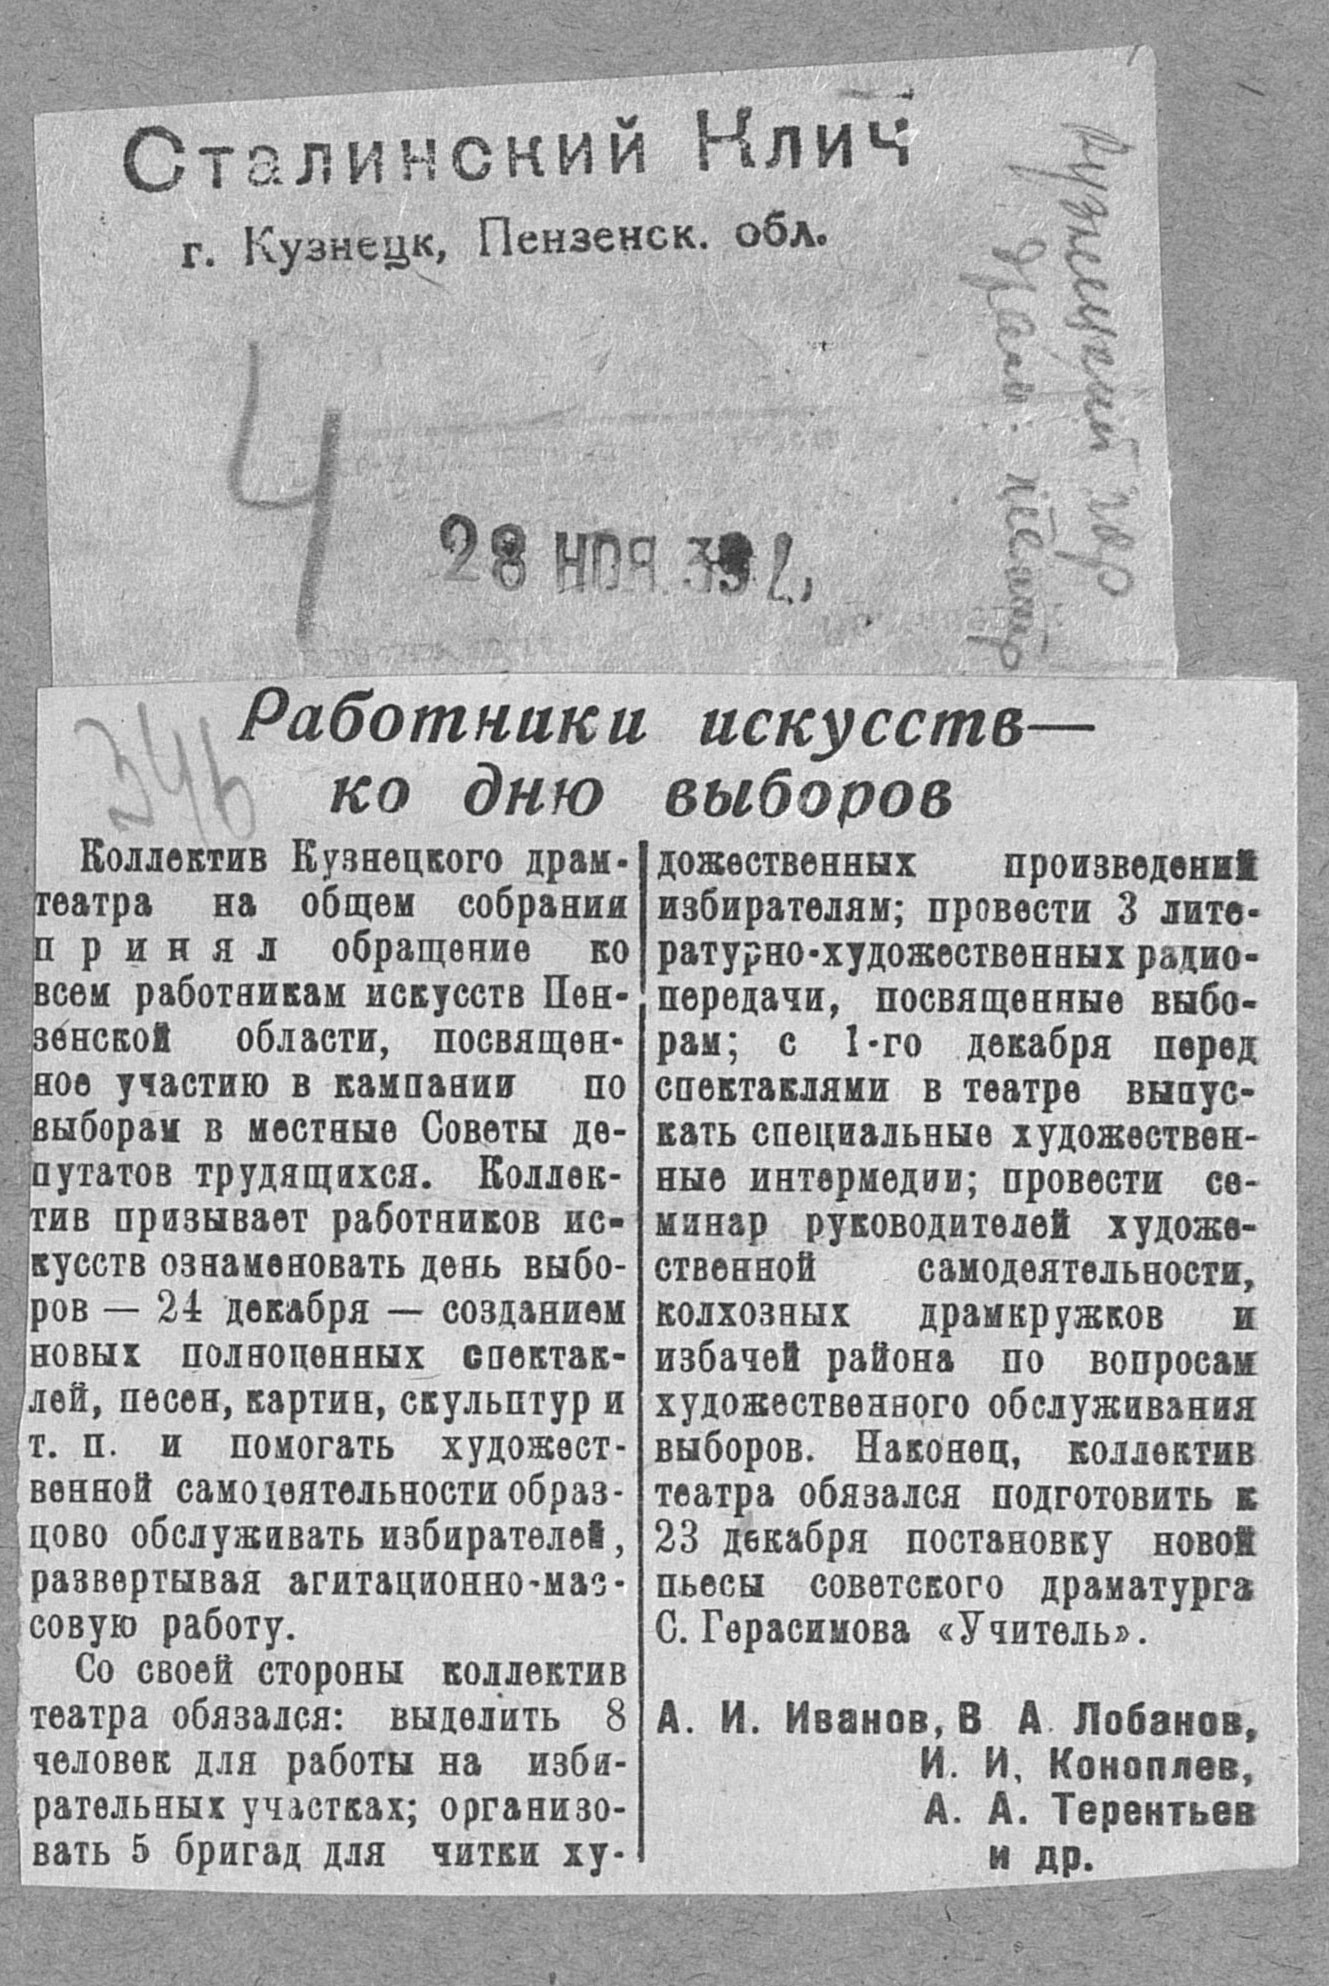 Сталинский Клич
г. Кузнецк, Пензенск. обл.
Кузнецкий гор
драм. театр
4
28 НОЯ. 39 г.
346
Работники искусств—
ко дню выборов
Коллектив Кузнецкого драм-
театра на общем собрании
принял обращение ко
всем работникам искусств Пен-
зенской области, посвящен-
ное участию в кампании по
выборам в местные Советы де-
путатов трудящихся. Коллек-
тив призывает работников ис-
кусств ознаменовать день выбо-
ров — 24 декабря — созданием
новых полноценных спектак-
лей, песен, картин, скульптур и
т. п. и помогать художест-
венной самодеятельности образ-
цово обслуживать избирателей,
развертывая агитационно-мас-
совую работу.
Со своей стороны коллектив
театра обязался: выделить 8
человек для работы на изби-
рательных участках; организо-
вать 5 бригад для читки ху-
дожественных произведений
избирателям; провести 3 лите-
ратурно-художественных радио-
передачи, посвященные выбо-
рам; с 1-го декабря перед
спектаклями в театре выпус-
кать специальные художествен-
ные интермедии; провести се-
минар руководителей художе-
ственной самодеятельности,
колхозных драмкружков и
избачей района по вопросам
художественного обслуживания
выборов. Наконец, коллектив
театра обязался подготовить к
23 декабря постановку новой
пьесы советского драматурга
С. Герасимова «Учитель».
А. И. Иванов, В А. Лобанов,
И. И. Коноплев,
А. А. Терентьев
и др.